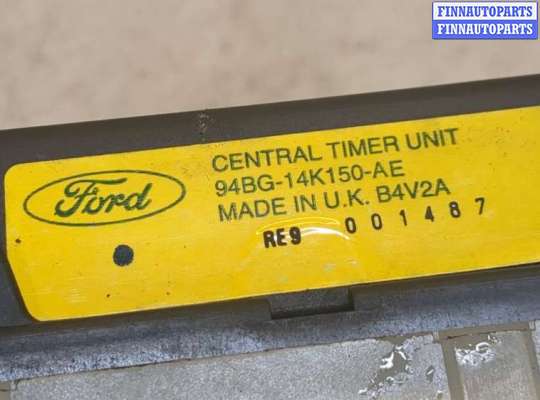 FINNAUTOPARTS
FINNAUTOPARTS
CENTRAL TIMER UNIT
94BG-14K150-AE
Ford
MADE IN U.K. B4V2A
RE9 001487